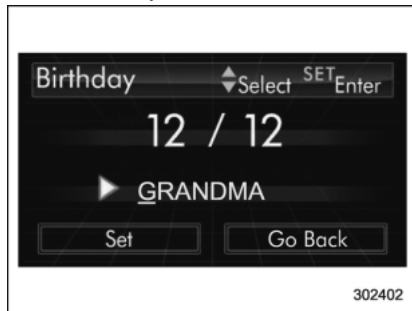 Birthday Select SET Enter
12 / 12
GRANDMA
Set Go Back
302402